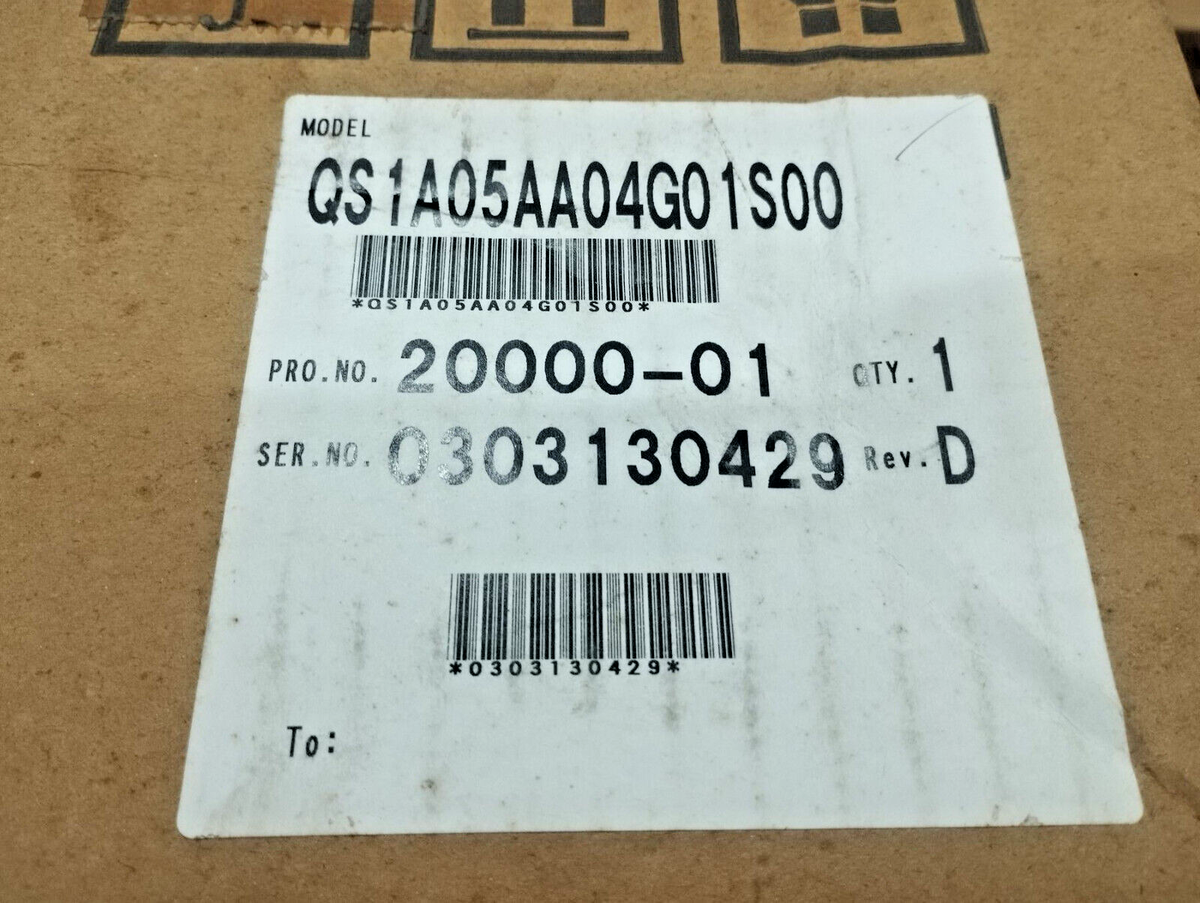 MODEL
QS1A05AA04G01S00
*QS1A05AA04G01S00*
PRO.NO. 20000-01 QTY. 1
SER.NO. 0303130429 Rev. D
*0303130429*
To: